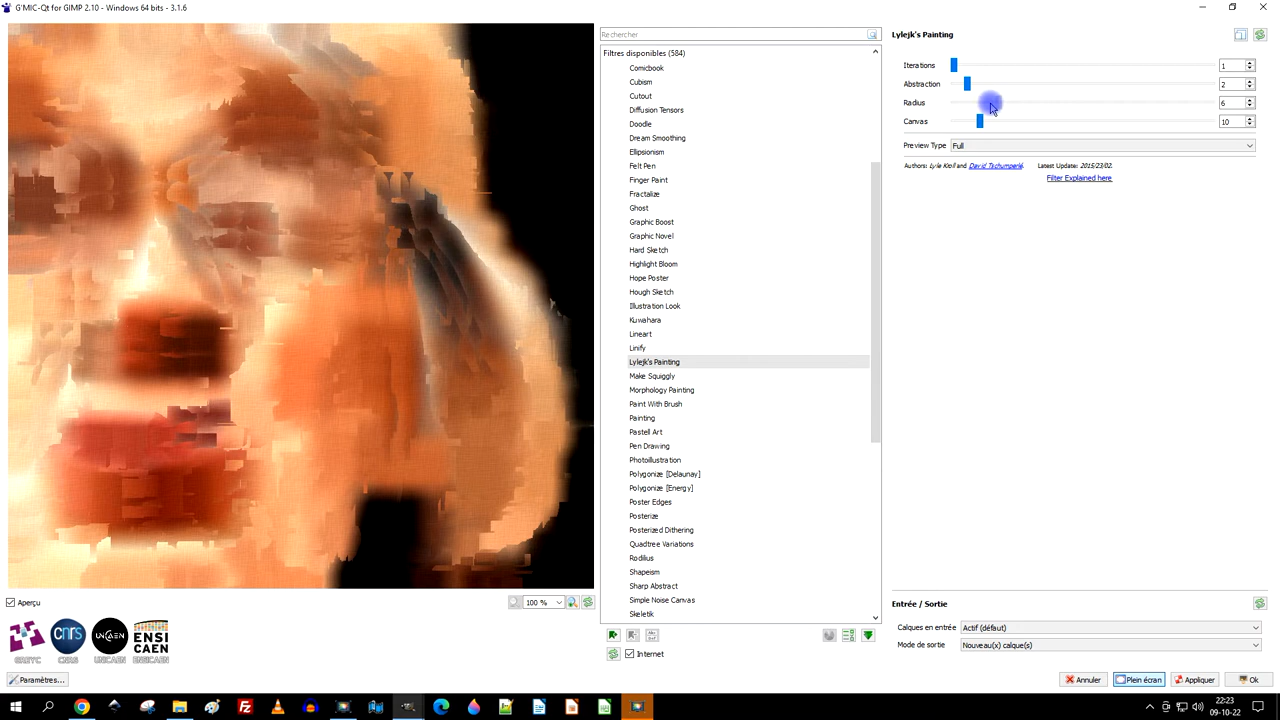 G'MIC-Qt for GIMP 2.10 - Windows 64 bits - 3.1.6
Rechercher
Filtres disponibles (584)
Comicbook
Cubism
Cutout
Diffusion Tensors
Doodle
Dream Smoothing
Ellipsionism
Felt Pen
Finger Paint
Fractalize
Ghost
Graphic Boost
Graphic Novel
Hard Sketch
Highlight Bloom
Hope Poster
Hough Sketch
Illustration Look
Kuwahara
Lineart
Linify
Lylejk's Painting
Make Squiggly
Morphology Painting
Paint With Brush
Painting
Pastell Art
Pen Drawing
Photoillustration
Polygonize [Delaunay]
Polygonize [Energy]
Poster Edges
Posterize
Posterized Dithering
Quadtree Variations
Rodilius
Shapeism
Sharp Abstract
Simple Noise Canvas
Skeletik
Internet
Lylejk's Painting
Iterations 1
Abstraction 2
Radius 6
Canvas 10
Preview Type Full
Authors: Lyle Kroll and David Tschumperlé. Latest Update: 2015/23/02.
Filter Explained here
Aperçu
100 %
GREYC CNRS UNICAEN ENSICAEN
Paramètres...
Entrée / Sortie
Calques en entrée Actif (défaut)
Mode de sortie Nouveau(x) calque(s)
Annuler Plein écran Appliquer Ok
22:23
09-10-22